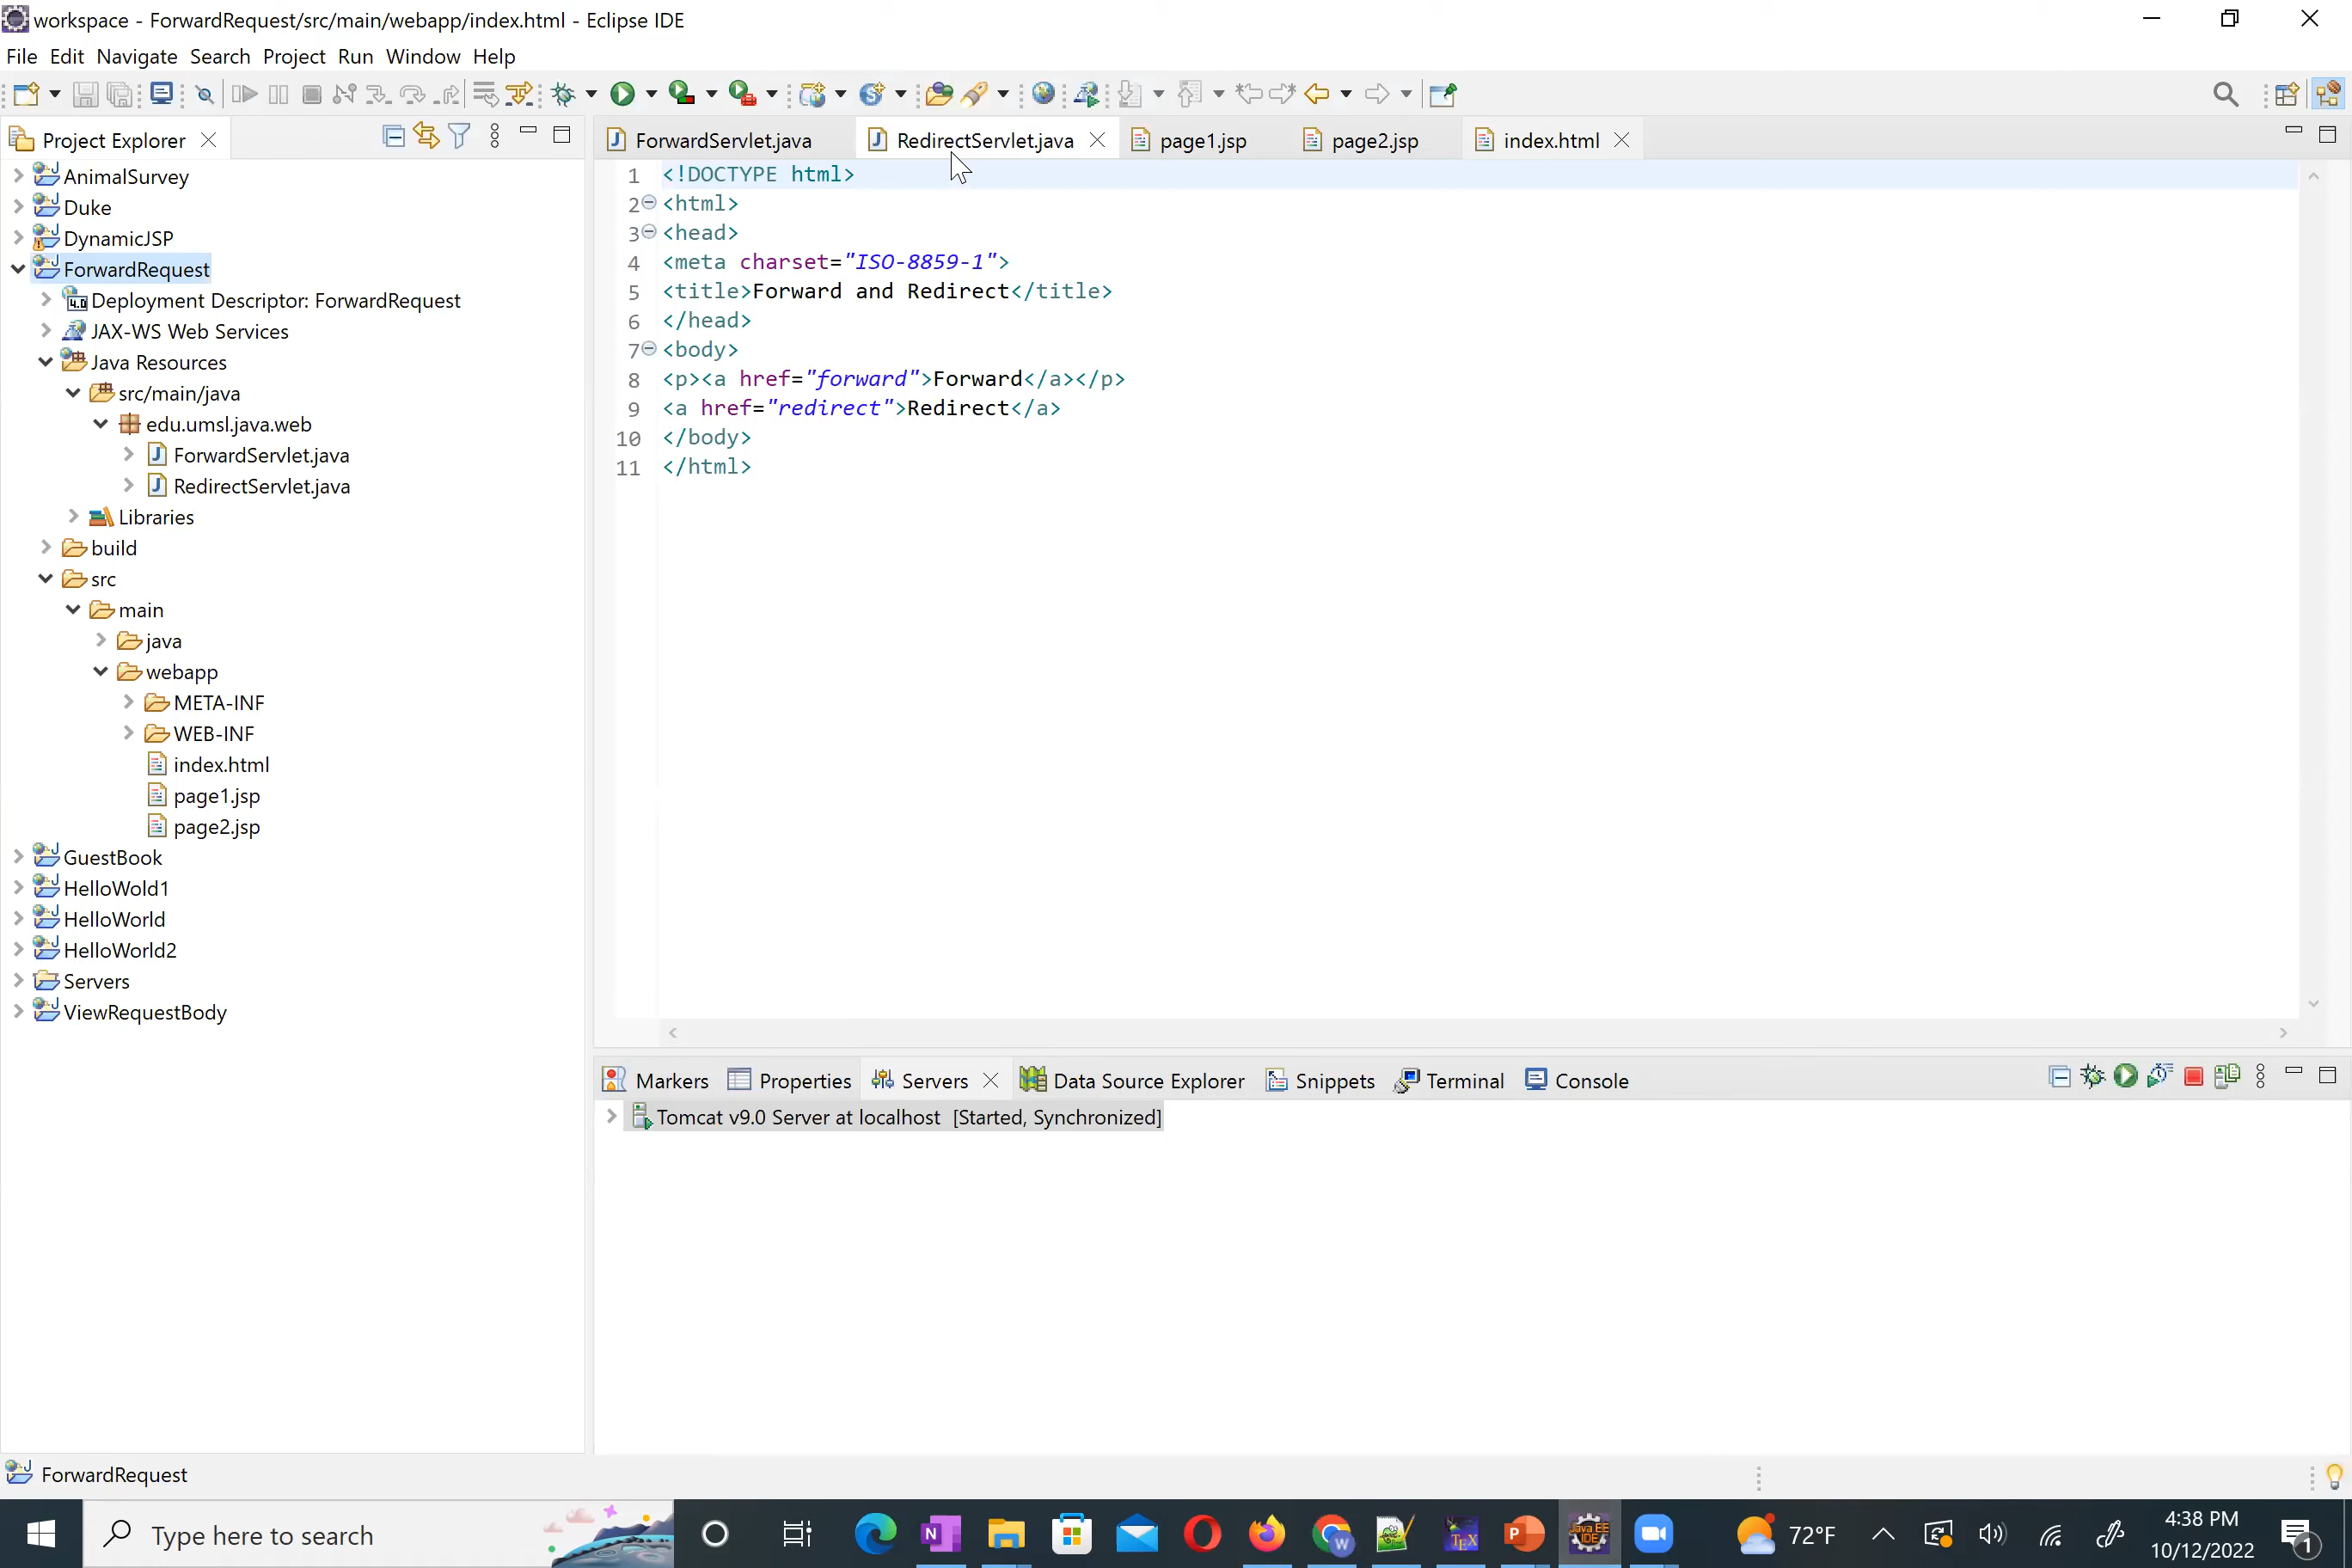 workspace - ForwardRequest/src/main/webapp/index.html - Eclipse IDE
File Edit Navigate Search Project Run Window Help
Project Explorer
ForwardServlet.java RedirectServlet.java page1.jsp page2.jsp index.html
AnimalSurvey
Duke
DynamicJSP
ForwardRequest
4.0 Deployment Descriptor: ForwardRequest
JAX-WS Web Services
Java Resources
src/main/java
edu.umsl.java.web
ForwardServlet.java
RedirectServlet.java
Libraries
build
src
main
java
webapp
META-INF
WEB-INF
index.html
page1.jsp
page2.jsp
GuestBook
HelloWold1
HelloWorld
HelloWorld2
Servers
ViewRequestBody
1 <!DOCTYPE html>
2 <html>
3 <head>
4 <meta charset="ISO-8859-1">
5 <title>Forward and Redirect</title>
6 </head>
7 <body>
8 <p><a href="forward">Forward</a></p>
9 <a href="redirect">Redirect</a>
10 </body>
11 </html>
Markers Properties Servers Data Source Explorer Snippets Terminal Console
Tomcat v9.0 Server at localhost [Started, Synchronized]
ForwardRequest
Type here to search
72°F
4:38 PM
10/12/2022
1